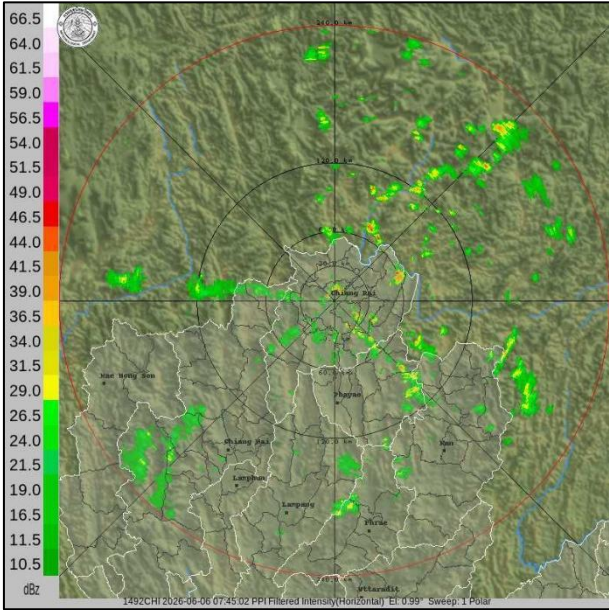 66.5
64.0
61.5
59.0
56.5
54.0
51.5
49.0
46.5
44.0
41.5
39.0
36.5
34.0
31.5
29.0
26.5
24.0
21.5
19.0
16.5
13.0
10.5
dBz
120.0 km
Chiang Rai
60.0 km
Mae Hong Son
Phayao
Chiang Mai
Nan
Lamphun
Lampang
Phrae
Uttaradit
1492CHI 2026-06-06 07:45:02 PPI Filtered Intensity(Horizontal) El: 0.99° Sweep: 1 Polar